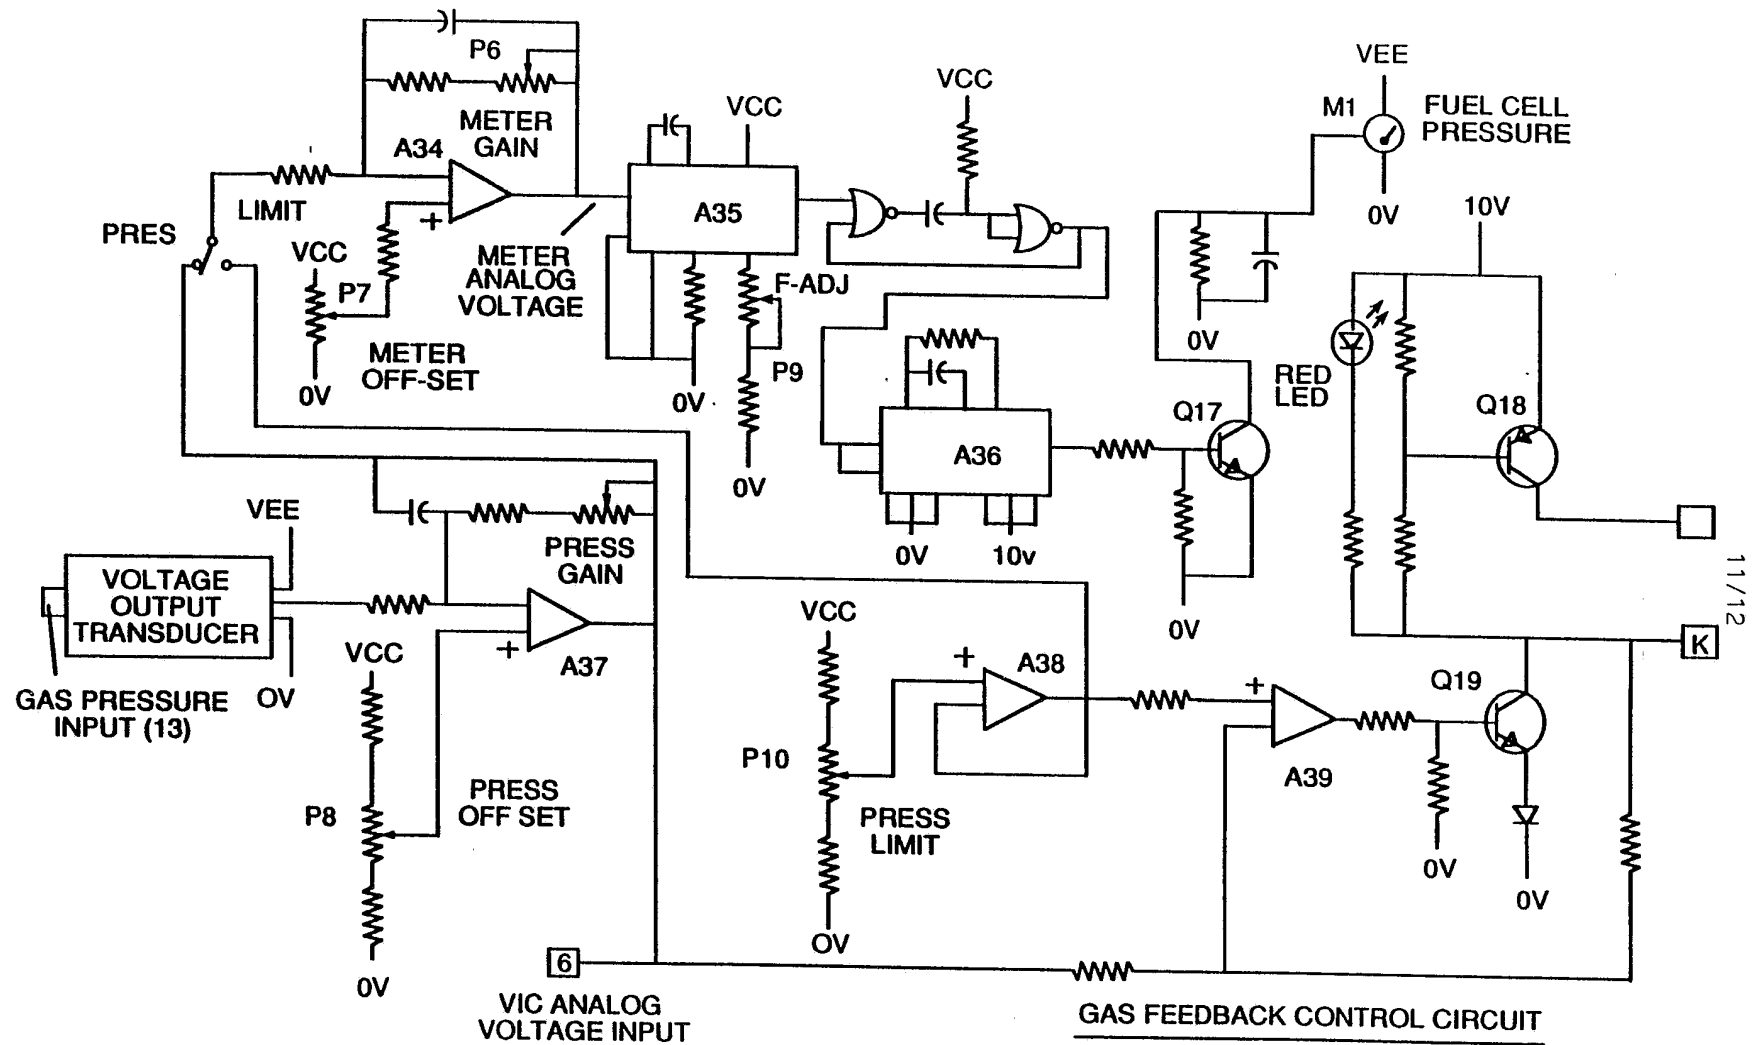 P6
METER
GAIN
A34
VCC
VCC
VEE
M1
FUEL CELL
PRESSURE
0V
10V
LIMIT
A35
PRES
VCC
P7
+
METER
ANALOG
VOLTAGE
F-ADJ
METER
OFF-SET
0V
0V
P9
0V
0V
RED
LED
Q17
Q18
A36
VEE
PRESS
GAIN
0V
10v
VOLTAGE
OUTPUT
TRANSDUCER
GAS PRESSURE
INPUT (13)
OV
VCC
+
A37
VCC
0V
11/12
K
+
A38
+
Q19
P8
PRESS
OFF SET
P10
PRESS
LIMIT
A39
0V
0V
0V
OV
6
VIC ANALOG
VOLTAGE INPUT
GAS FEEDBACK CONTROL CIRCUIT